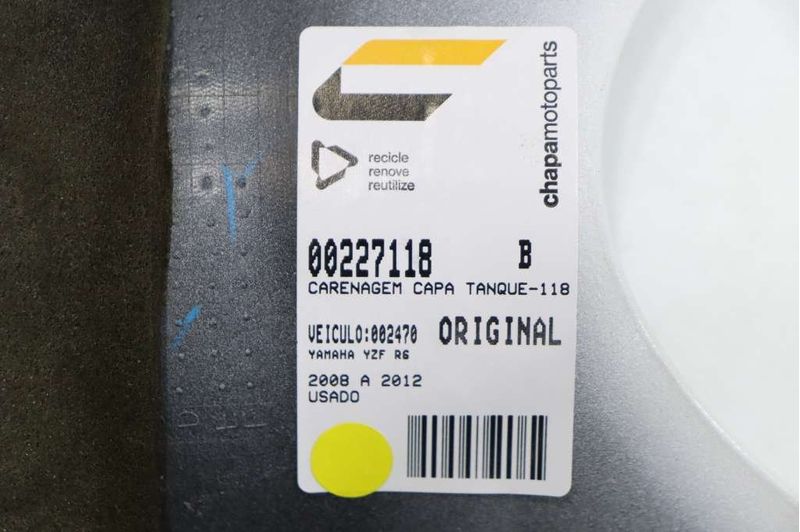 chapamotoparts
recicle
renove
reutilize
00227118 B
CARENAGEM CAPA TANQUE-118
VEICULO:002470 ORIGINAL
YAMAHA YZF R6
2008 A 2012
USADO